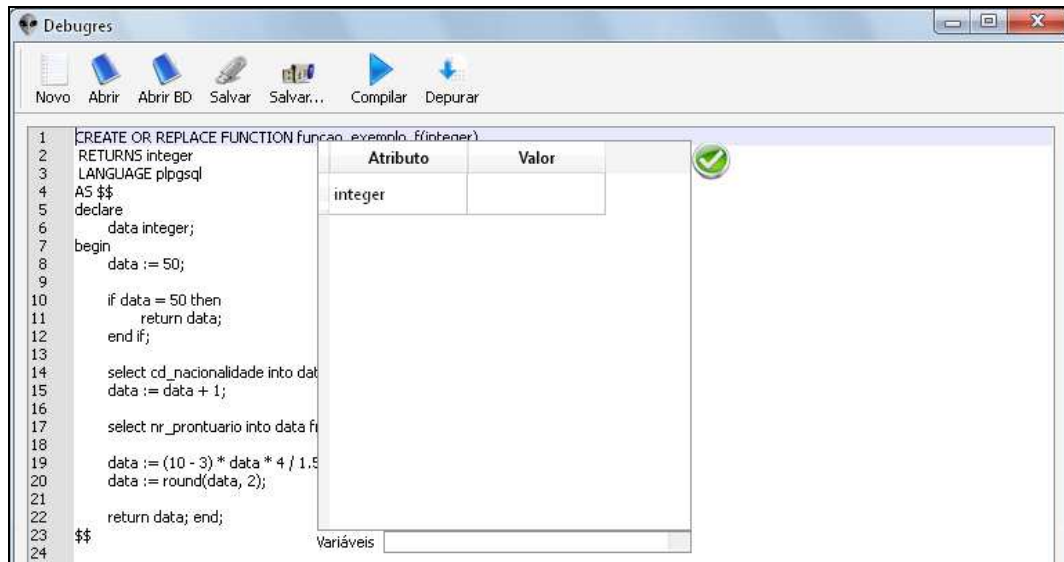 Debugres
Novo Abrir Abrir BD Salvar Salvar... Compilar Depurar
1 CREATE OR REPLACE FUNCTION funcao_exemplo_f(integer)
2 RETURNS integer
3 LANGUAGE plpgsql
4 AS $$
5 declare
6 data integer;
7 begin
8 data := 50;
9
10 if data = 50 then
11 return data;
12 end if;
13
14 select cd_nacionalidade into dat
15 data := data + 1;
16
17 select nr_prontuario into data f
18
19 data := (10 - 3) * data * 4 / 1.5
20 data := round(data, 2);
21
22 return data; end;
23 $$
24
Atributo Valor
integer
Variáveis